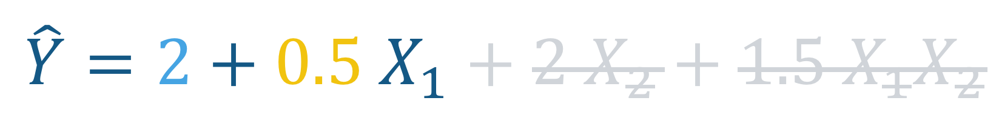 Ŷ = 2 + 0.5 X₁ + 2 X₂ + 1.5 X₁X₂